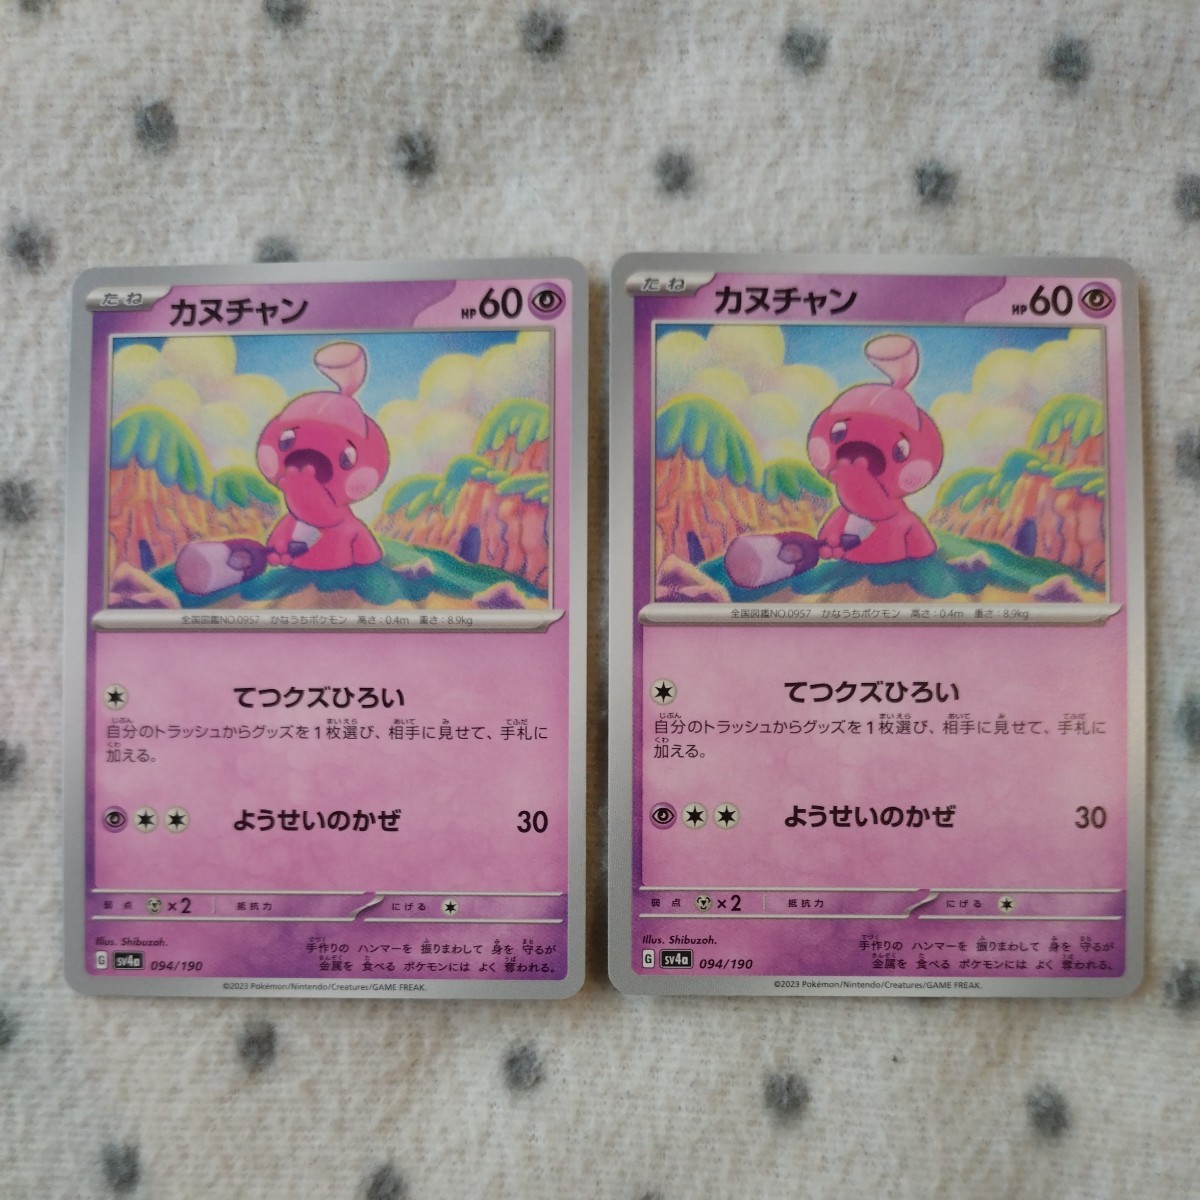 たね
カヌチャン
HP60
全国図鑑NO.0957 かなうちポケモン 高さ:0.4m 重さ:8.9kg
てつクズひろい
自分のトラッシュからグッズを1枚選び、相手に見せて、手札に
加える。
ようせいのかぜ 30
弱点 ×2 抵抗力 にげる
Illus. Shibuzoh.
手作りの ハンマーを 振りまわして 身を 守るが
金属を 食べる ポケモンには よく 奪われる。
G sv4a 094/190
©2023 Pokémon/Nintendo/Creatures/GAME FREAK.
たね
カヌチャン
HP60
全国図鑑NO.0957 かなうちポケモン 高さ:0.4m 重さ:8.9kg
てつクズひろい
自分のトラッシュからグッズを1枚選び、相手に見せて、手札に
加える。
ようせいのかぜ 30
弱点 ×2 抵抗力 にげる
Illus. Shibuzoh.
手作りの ハンマーを 振りまわして 身を 守るが
金属を 食べる ポケモンには よく 奪われる。
G sv4a 094/190
©2023 Pokémon/Nintendo/Creatures/GAME FREAK.